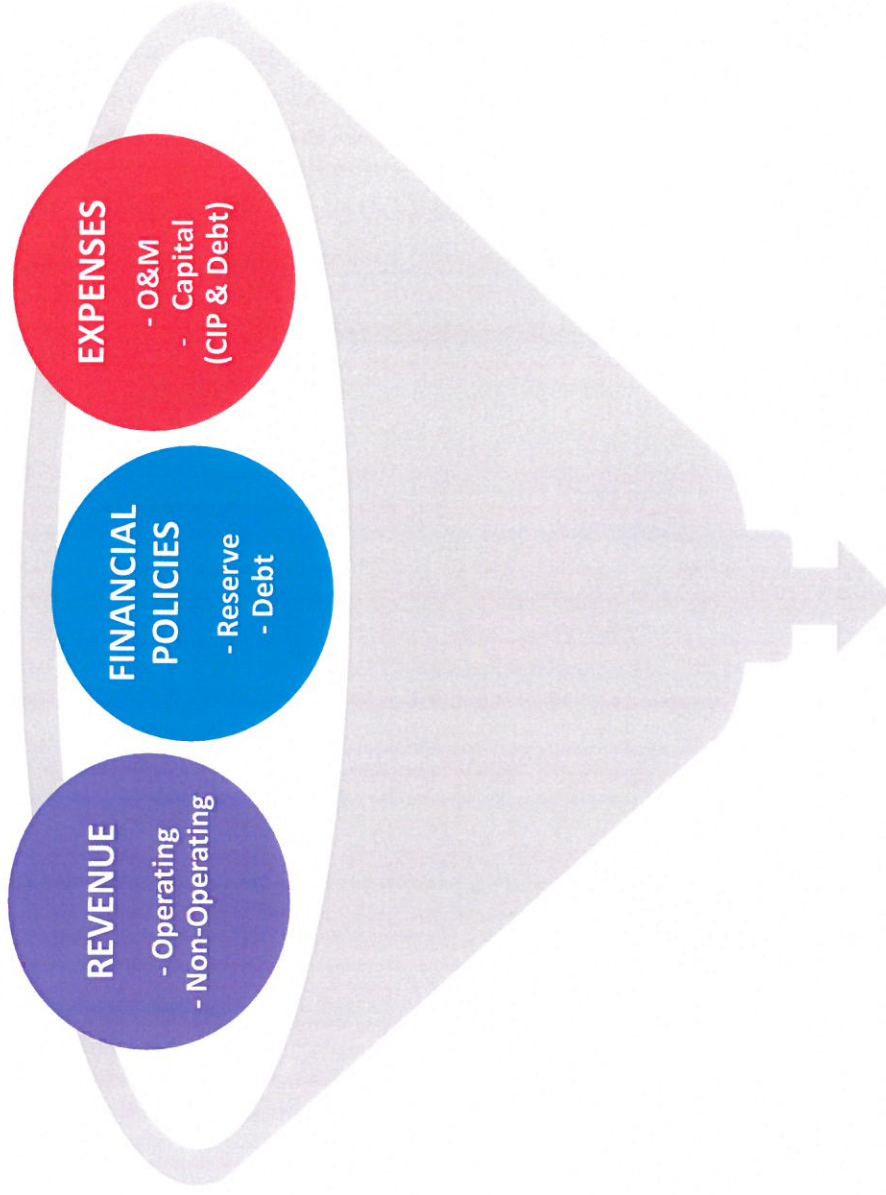 REVENUE
- Operating
- Non-Operating
FINANCIAL
POLICIES
- Reserve
- Debt
EXPENSES
- O&M
- Capital
(CIP & Debt)